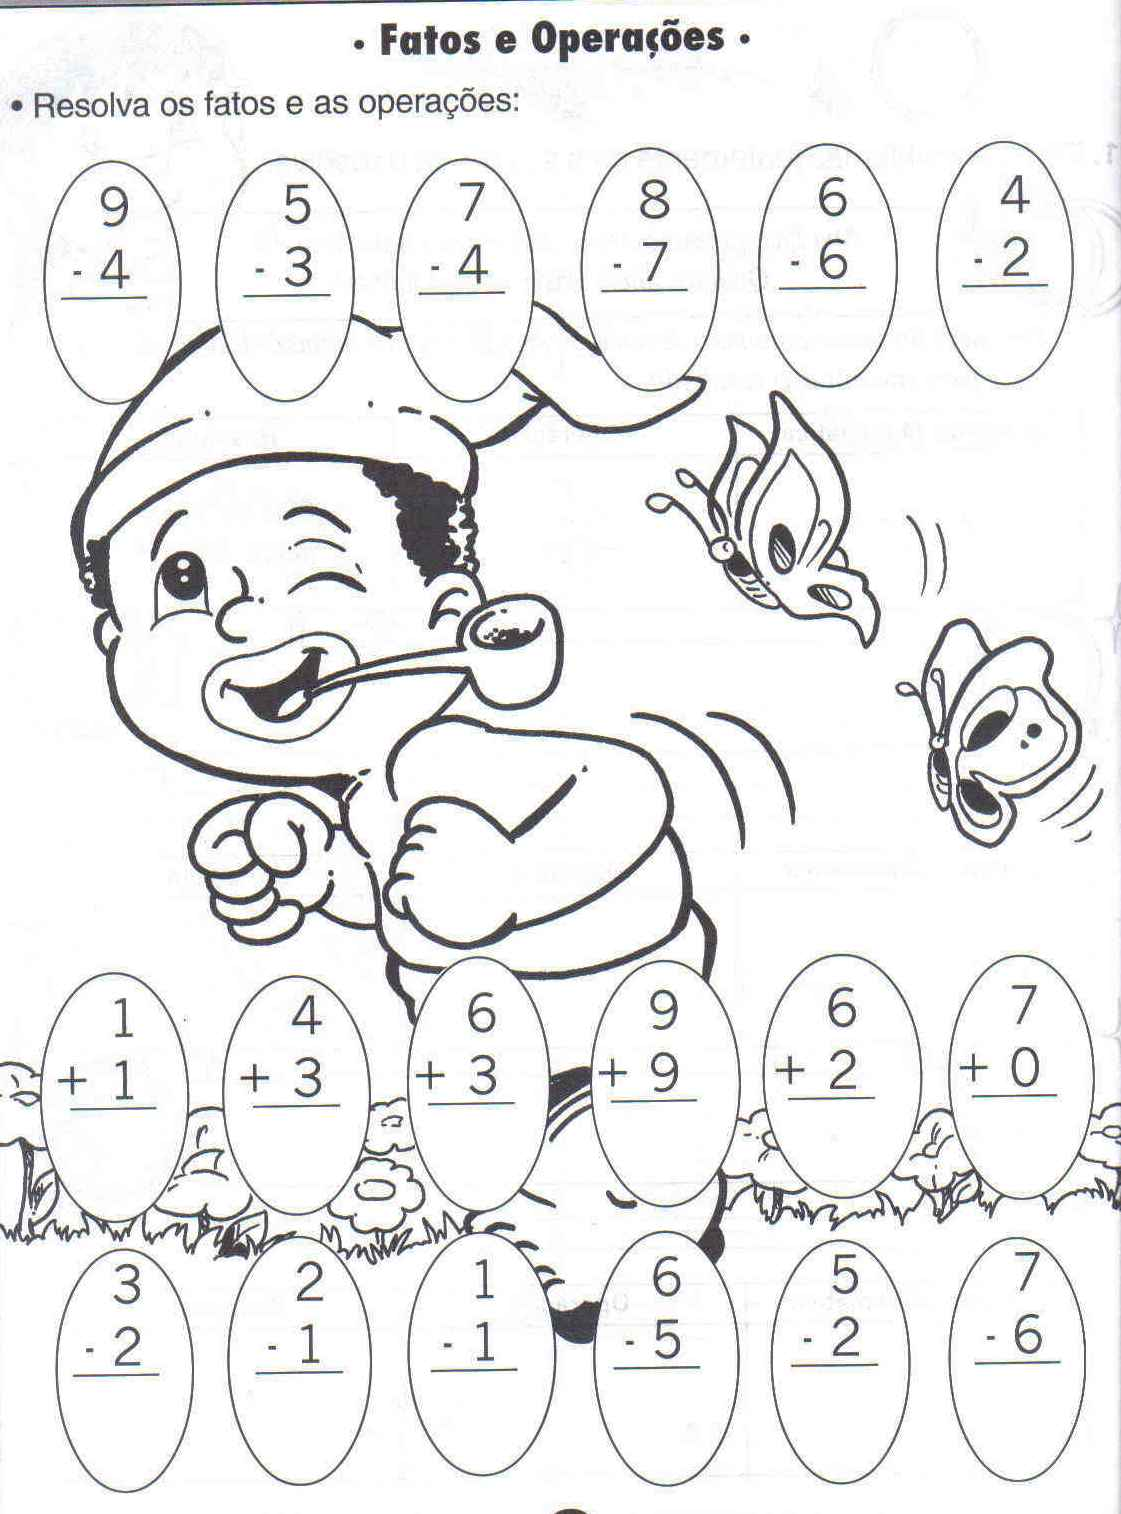 • Fatos e Operações •
• Resolva os fatos e as operações:
9 5 7 8 6 4
- 4 - 3 - 4 - 7 - 6 - 2
1 4 6 9 6 7
+ 1 + 3 + 3 + 9 + 2 + 0
3 2 1 6 5 7
- 2 - 1 - 1 - 5 - 2 - 6